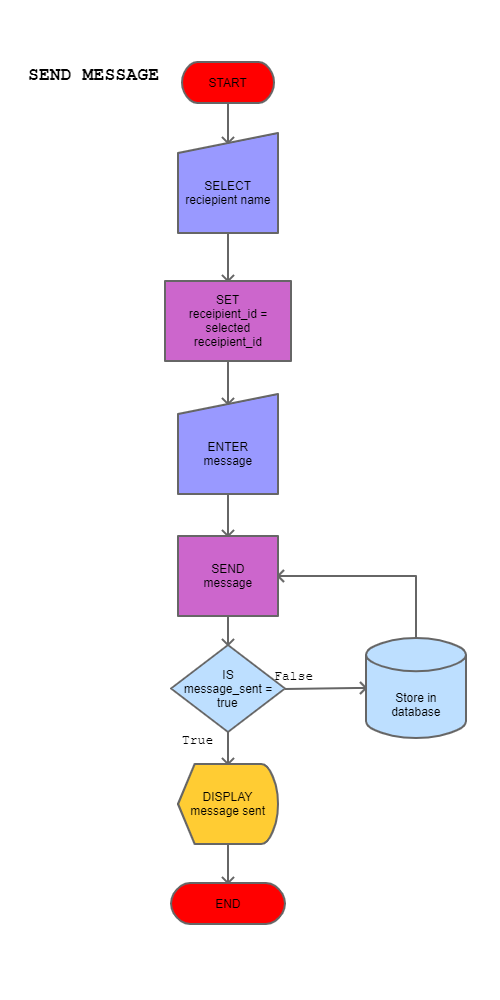 SEND MESSAGE
START
SELECT
reciepient name
SET
receipient_id =
selected
receipient_id
ENTER
message
SEND
message
IS
message_sent =
true
False
Store in
database
True
DISPLAY
message sent
END